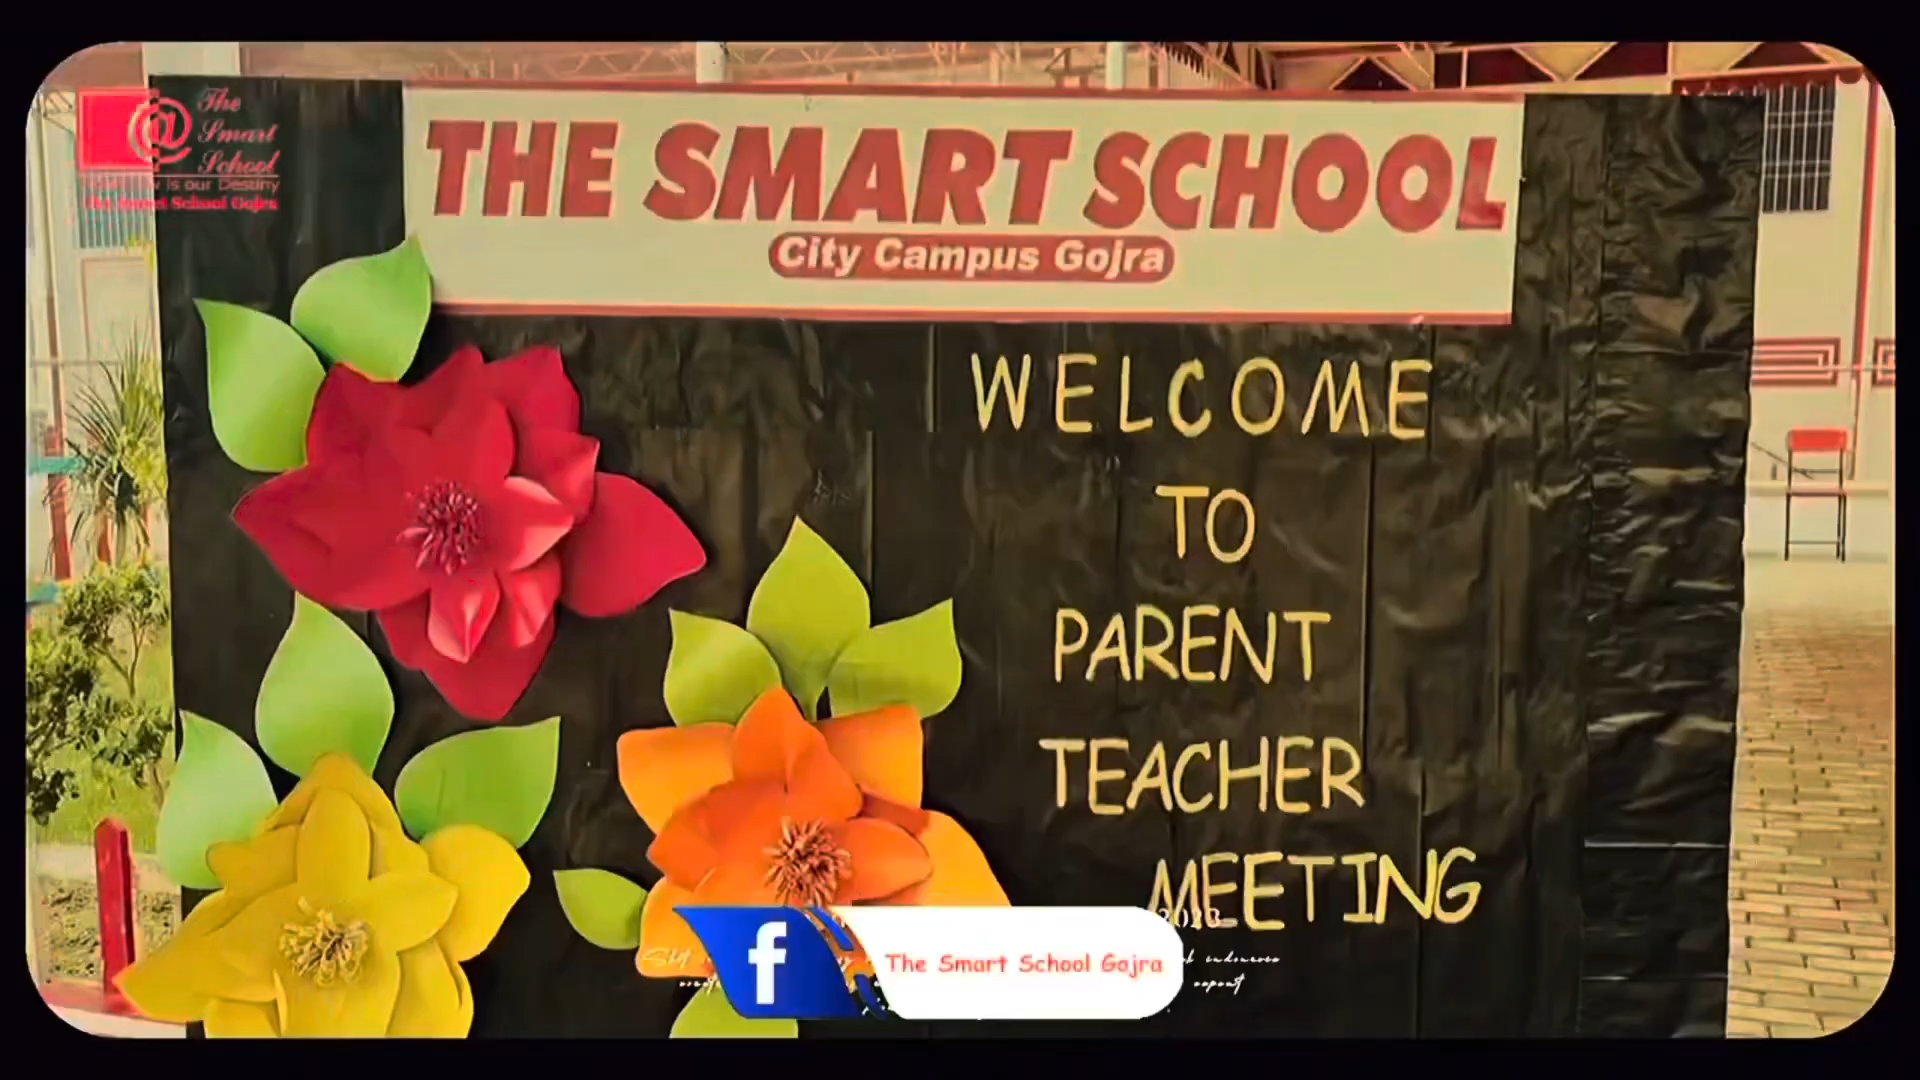 The
Smart
School
is our Destiny
The Smart School Gojra
THE SMART SCHOOL
City Campus Gojra
WELCOME
TO
PARENT
TEACHER
MEETING
2023
f The Smart School Gojra